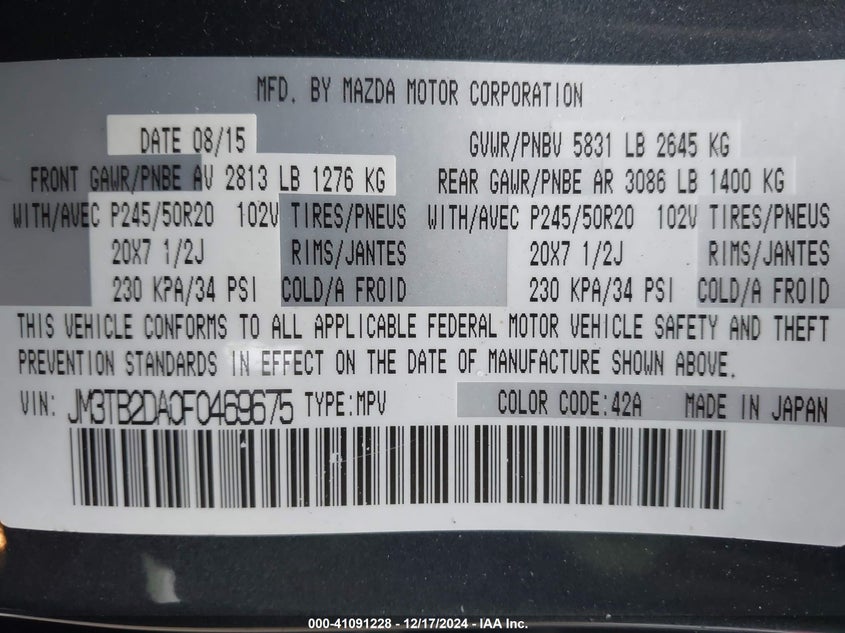 MFD. BY MAZDA MOTOR CORPORATION
DATE 08/15 GVWR/PNBV 5831 LB 2645 KG
FRONT GAWR/PNBE AV 2813 LB 1276 KG REAR GAWR/PNBE AR 3086 LB 1400 KG
WITH/AVEC P245/50R20 102V TIRES/PNEUS WITH/AVEC P245/50R20 102V TIRES/PNEUS
20X7 1/2J RIMS/JANTES 20X7 1/2J RIMS/JANTES
230 KPA/34 PSI COLD/A FROID 230 KPA/34 PSI COLD/A FROID
THIS VEHICLE CONFORMS TO ALL APPLICABLE FEDERAL MOTOR VEHICLE SAFETY AND THEFT
PREVENTION STANDARDS IN EFFECT ON THE DATE OF MANUFACTURE SHOWN ABOVE.
VIN: JM3TB2DA0F0469675 TYPE:MPV COLOR CODE:42A MADE IN JAPAN
000-41091228 - 12/17/2024 - IAA Inc.